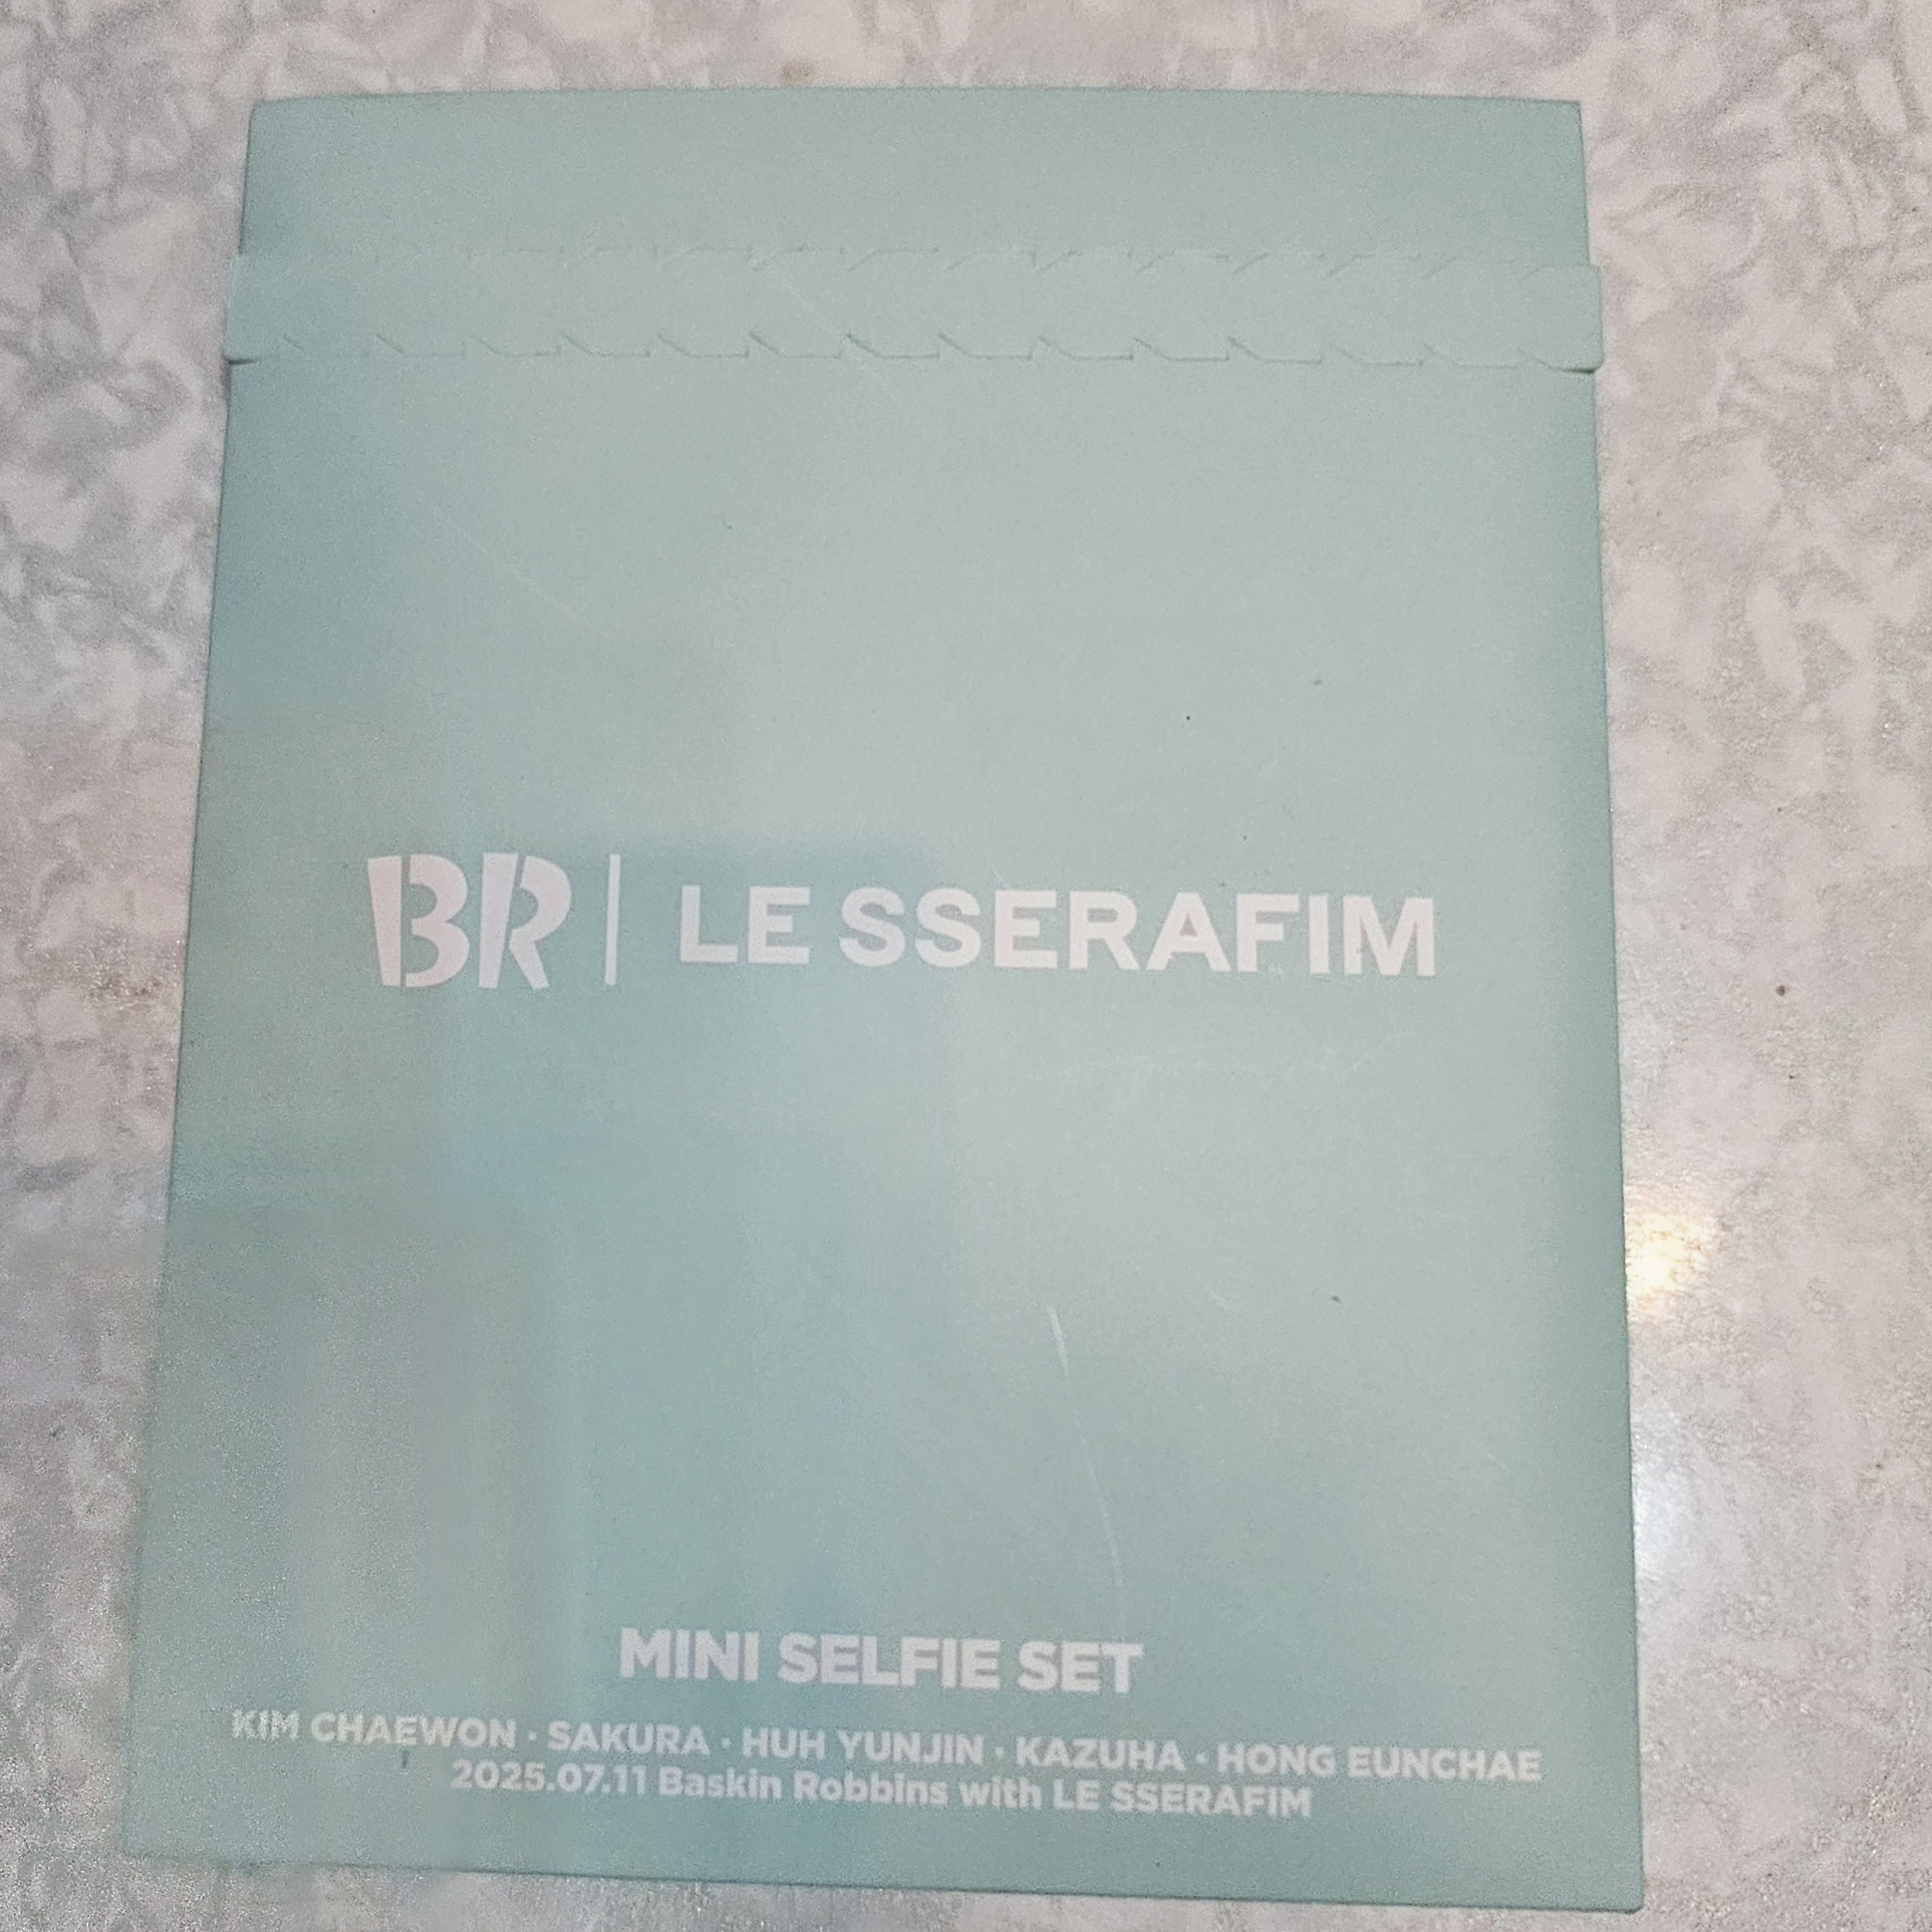 BR | LE SSERAFIM
MINI SELFIE SET
KIM CHAEWON · SAKURA · HUH YUNJIN · KAZUHA · HONG EUNCHAE
2025.07.11 Baskin Robbins with LE SSERAFIM